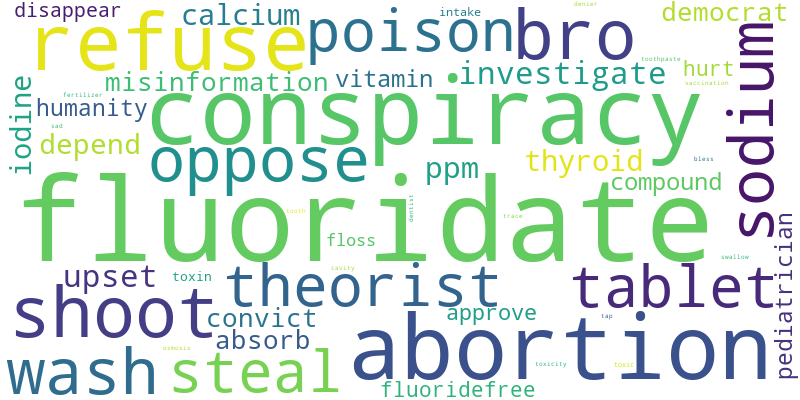 disappear
calcium
intake
denier
democrat
refuse
poison
bro
sodium
misinformation
vitamin
investigate
toothpaste
hurt
vaccination
iodine
fertilizer
humanity
conspiracy
sad
depend
oppose
ppm
thyroid
bless
compound
fluoridate
tooth
dentist
trace
floss
pediatrician
upset
toxin
cavity
theorist
swallow
tablet
shoot
convict
approve
tap
absorb
abortion
wash
osmosis
steal
toxicity
toxic
fluoridefree